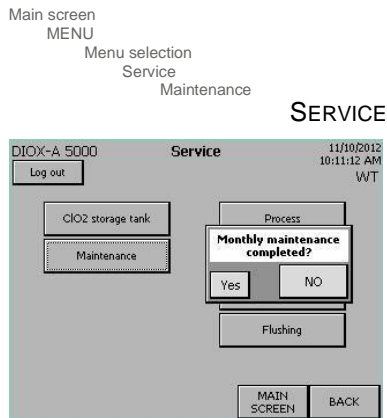 Main screen
MENU
Menu selection
Service
Maintenance
SERVICE
DIOX-A 5000
Service
11/10/2012
10:11:12 AM
Log out
WT
ClO2 storage tank
Process
Maintenance
Monthly maintenance
completed?
Yes
NO
Flushing
MAIN
SCREEN
BACK